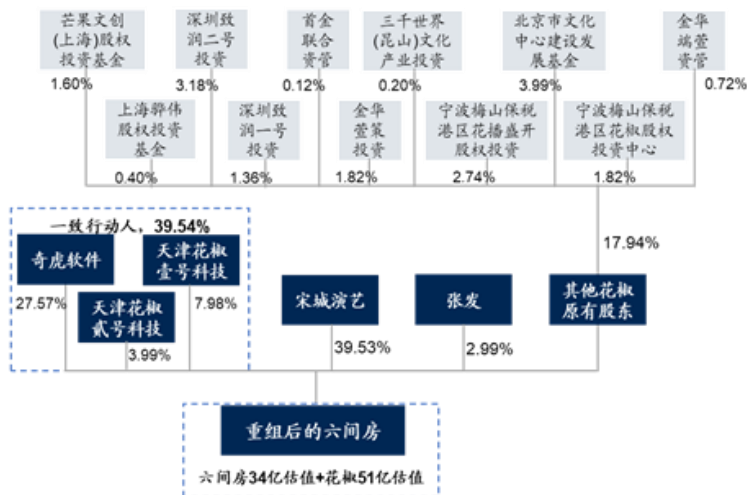 芒果文创
(上海)股权
投资基金
1.60%
深圳致
润二号
投资
3.18%
首金
联合
资管
0.12%
三千世界
(昆山)文化
产业投资
0.20%
北京市文化
中心建设发
展基金
3.99%
金华
端萱
资管
0.72%
上海骅伟
股权投资
基金
0.40%
深圳致
润一号
投资
1.36%
金华
萱策
投资
1.82%
宁波梅山保税
港区花播盛开
股权投资
2.74%
宁波梅山保税
港区花椒股权
投资中心
1.82%
一致行动人，39.54%
奇虎软件
27.57%
天津花椒
贰号科技
3.99%
天津花椒
壹号科技
7.98%
宋城演艺
39.53%
张发
2.99%
17.94%
其他花椒
原有股东
重组后的六间房
六间房34亿估值+花椒51亿估值